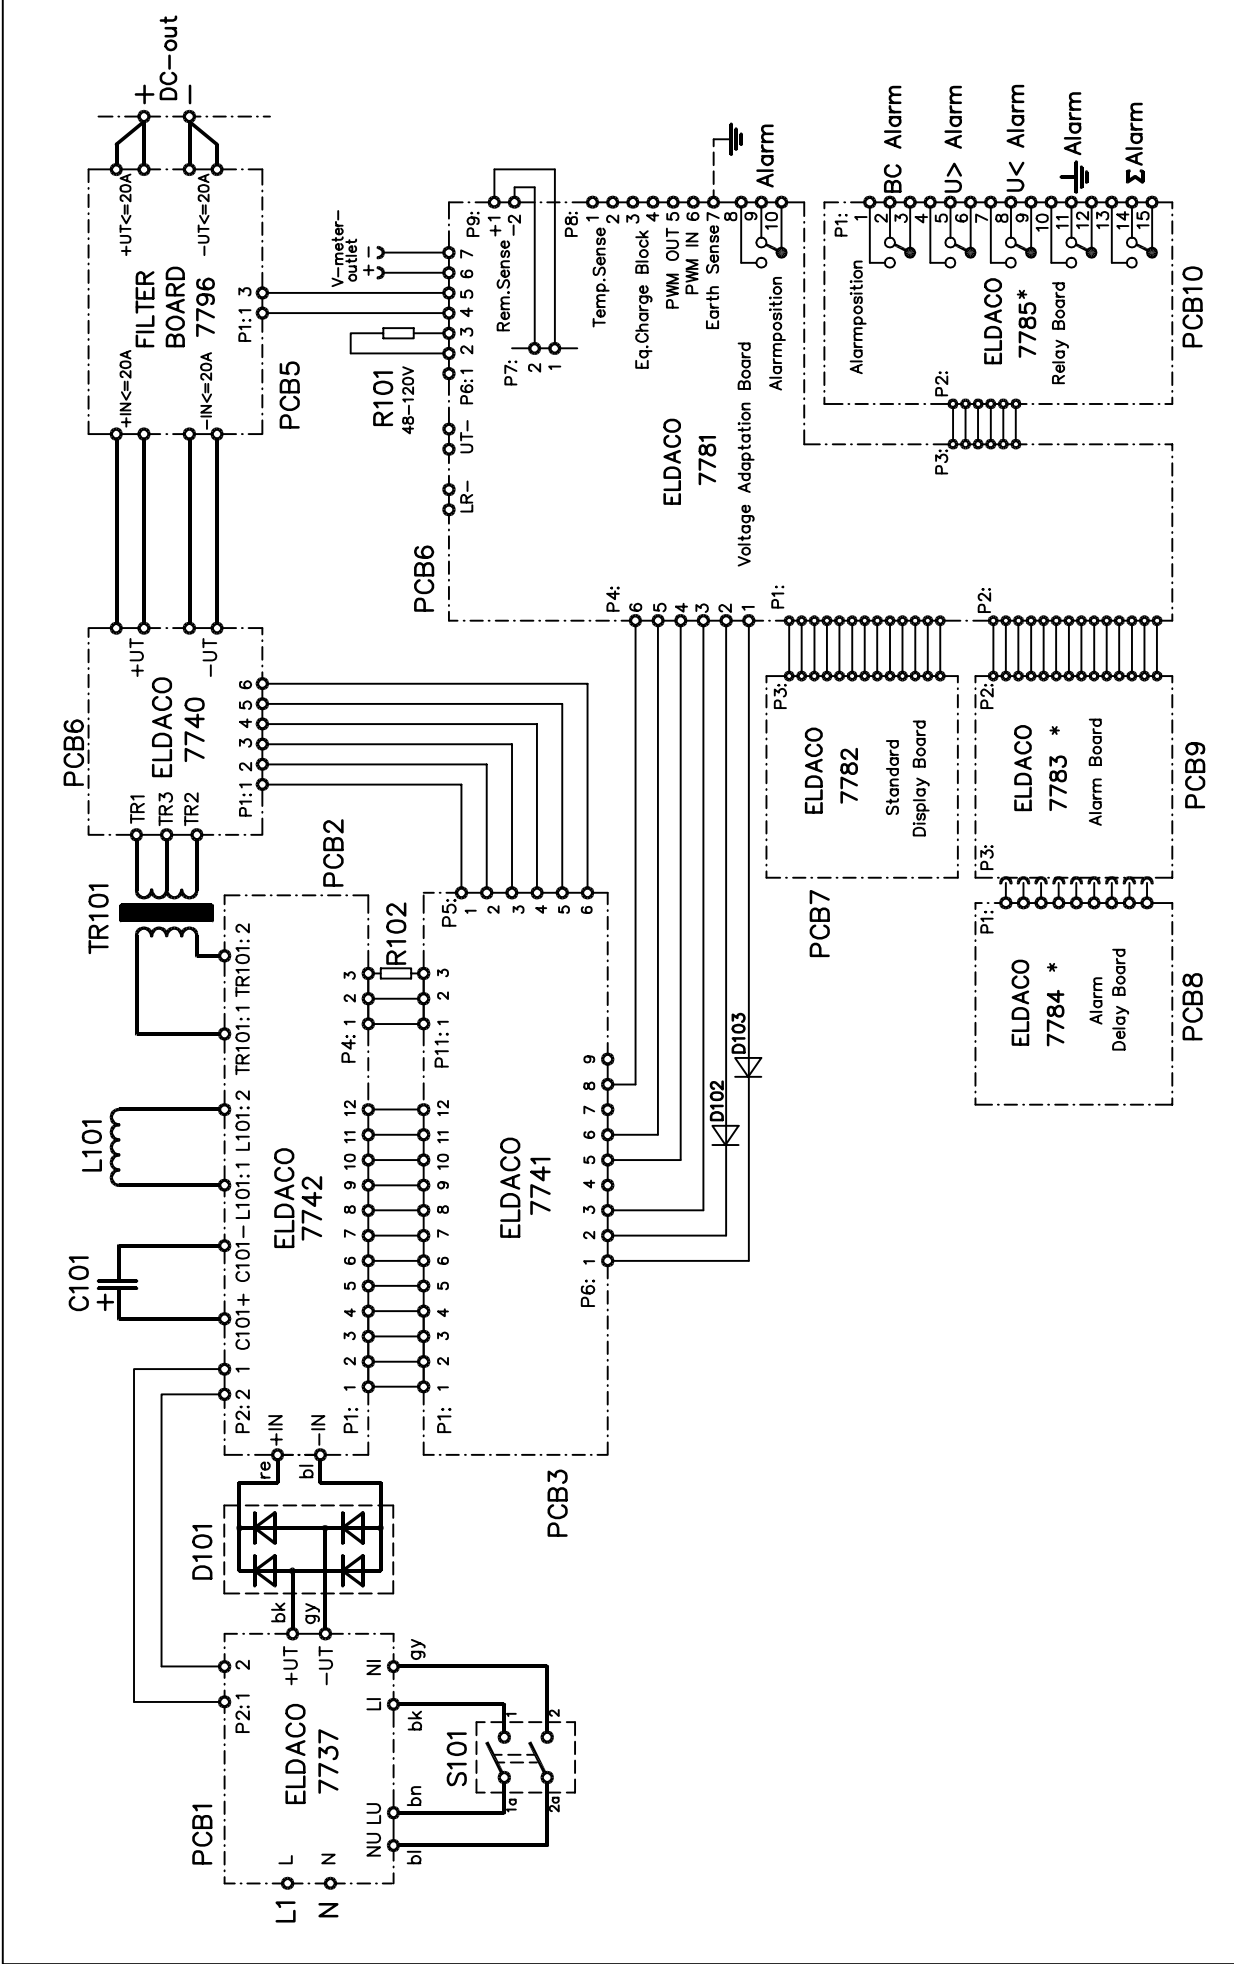 L1
N
L
N
PCB1
ELDACO
7737
P2:1
2
+UT
-UT
NU LU
LI
NI
bl
bn
bk
gy
S101
1a
2a
1
2
bk
gy
D101
re
bl
+IN
-IN
P2: 2
1
C101+
C101-
L101: 1
L101: 2
TR101: 1
TR101: 2
C101
+
L101
TR101
ELDACO
7742
PCB2
P1: 1 2 3 4 5 6 7 8 9 10 11 12
P4: 1 2 3
R102
P1: 1 2 3 4 5 6 7 8 9 10 11 12
P11: 1 2 3
ELDACO
7741
PCB3
P5:
1
2
3
4
5
6
P6: 1 2 3 4 5 6 7 8 9
D102
D103
PCB6
TR1
TR3
TR2
ELDACO
7740
+UT
-UT
P1: 1 2 3 4 5 6
+IN<=20A
-IN<=20A
FILTER
BOARD
7796
+UT<=20A
-UT<=20A
P1: 1 3
PCB5
+
DC-out
-
PCB6
LR-
UT-
P6: 1 2 3 4 5 6 7
R101
48-120V
V-meter-
outlet
+ -
P9:
+1
-2
Rem.Sense
P7:
2
1
P8:
Temp.Sense 1
2
Eq.Charge Block 3
4
PWM OUT 5
PWM IN 6
Earth Sense 7
8
9
10
Alarm
Alarmposition
ELDACO
7781
Voltage Adaptation Board
P4:
6
5
4
3
2
1
P1:
P2:
P3:
P3:
ELDACO
7782
Standard
Display Board
PCB7
P2:
P3:
ELDACO
7783 *
Alarm Board
PCB9
P1:
ELDACO
7784 *
Alarm
Delay Board
PCB8
P2:
P1:
Alarmposition
ELDACO
7785*
Relay Board
PCB10
1
2
3
4
5
6
7
8
9
10
11
12
13
14
15
BC Alarm
U> Alarm
U< Alarm
Alarm
ΣAlarm